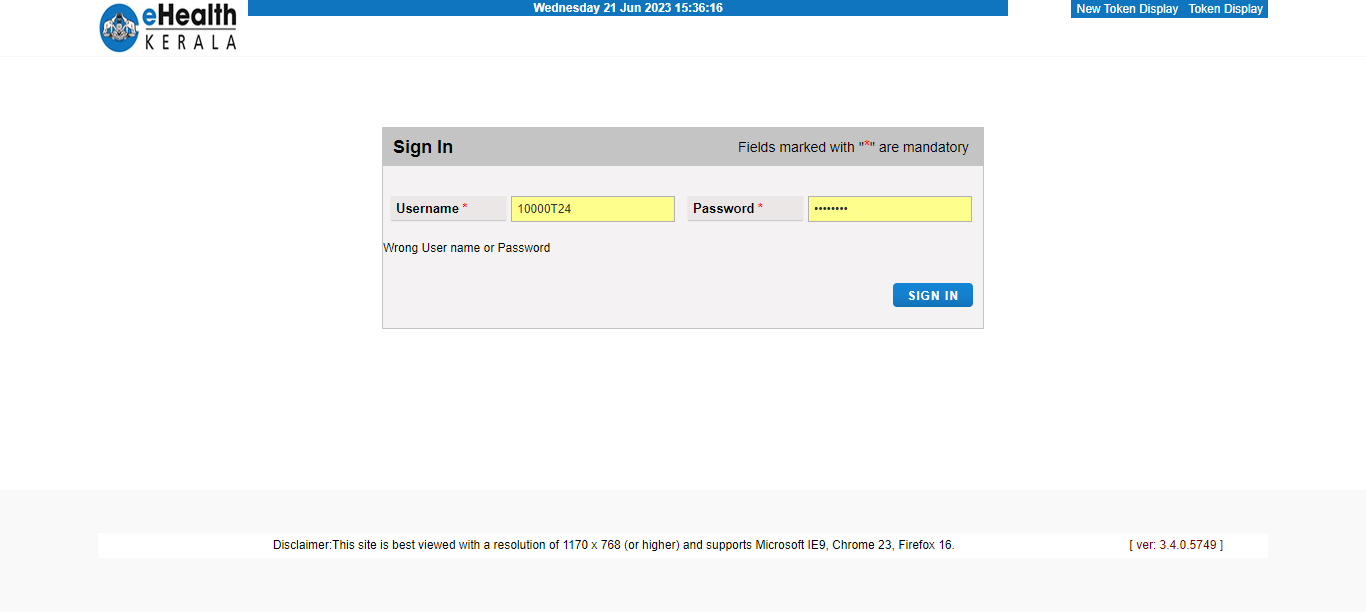 eHealth
KERALA
Wednesday 21 Jun 2023 15:36:16
New Token Display Token Display
Sign In
Fields marked with "*" are mandatory
Username *
10000T24
Password *
••••••••
Wrong User name or Password
SIGN IN
Disclaimer:This site is best viewed with a resolution of 1170 x 768 (or higher) and supports Microsoft IE9, Chrome 23, Firefox 16.
[ ver: 3.4.0.5749 ]